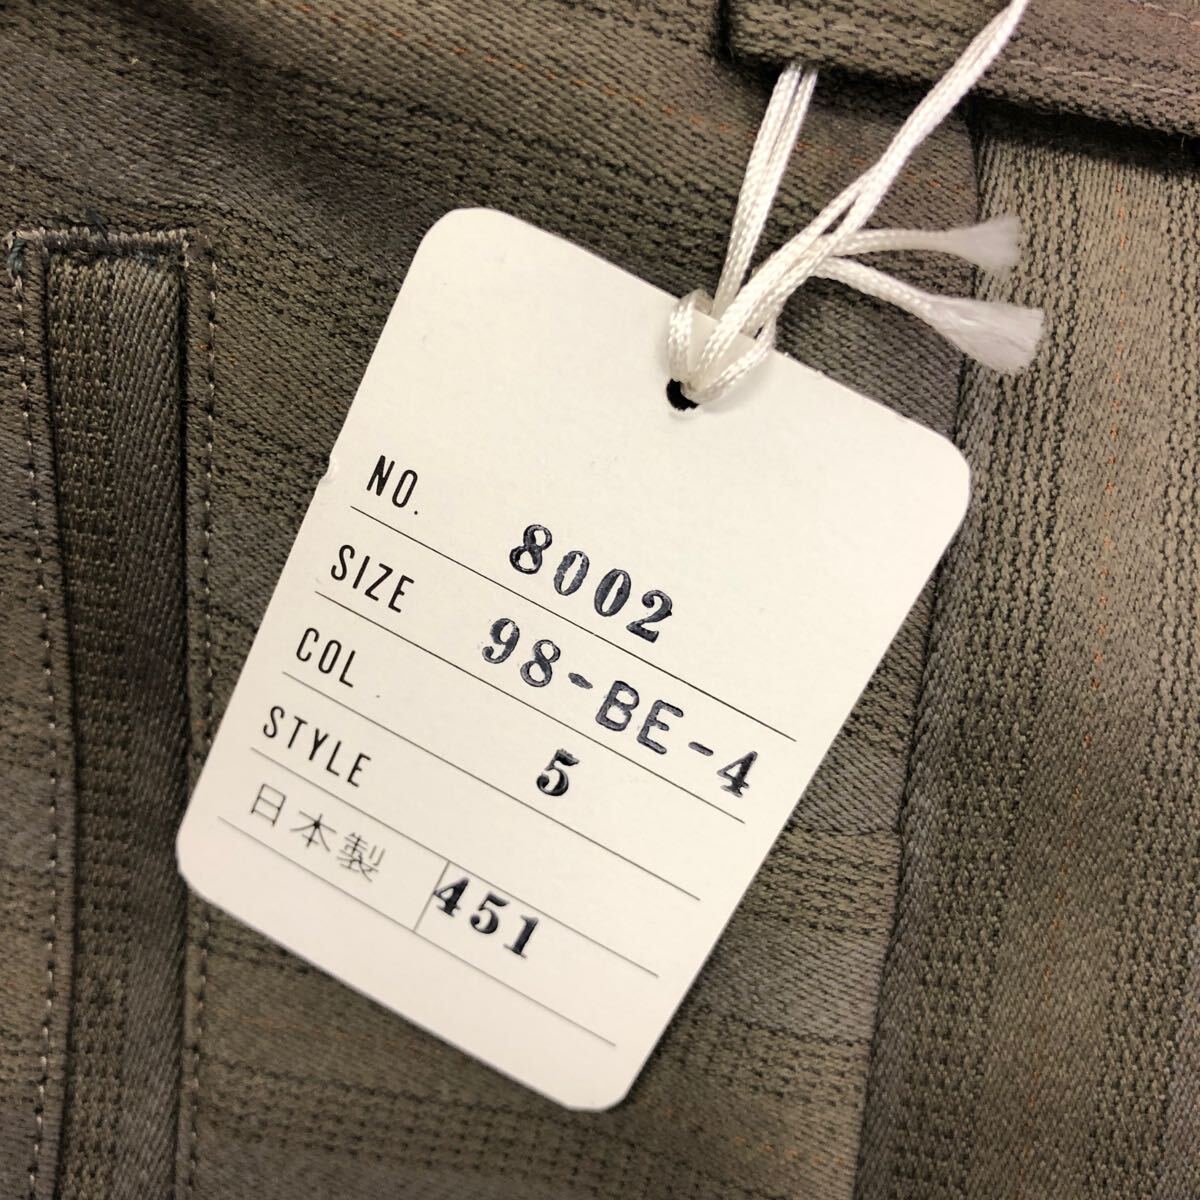 NO. 8002
SIZE 98-BE-4
COL 5
STYLE
日本製 451